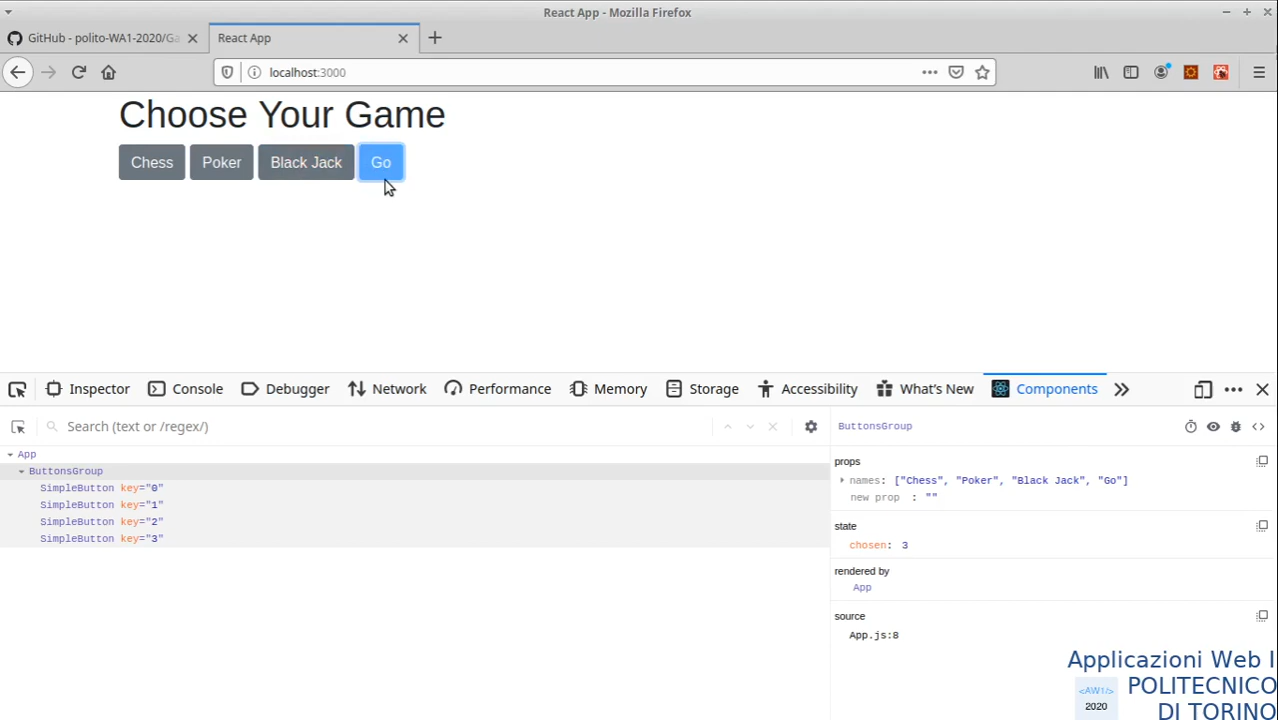 React App - Mozilla Firefox
GitHub - polito-WA1-2020/Ga
React App
localhost:3000
Choose Your Game
Chess
Poker
Black Jack
Go
Inspector
Console
Debugger
Network
Performance
Memory
Storage
Accessibility
What's New
Components
Search (text or /regex/)
ButtonsGroup
App
ButtonsGroup
SimpleButton key="0"
SimpleButton key="1"
SimpleButton key="2"
SimpleButton key="3"
props
names: ["Chess", "Poker", "Black Jack", "Go"]
new prop : ""
state
chosen: 3
rendered by
App
source
App.js:8
Applicazioni Web I
<AW1/>
2020
POLITECNICO
DI TORINO